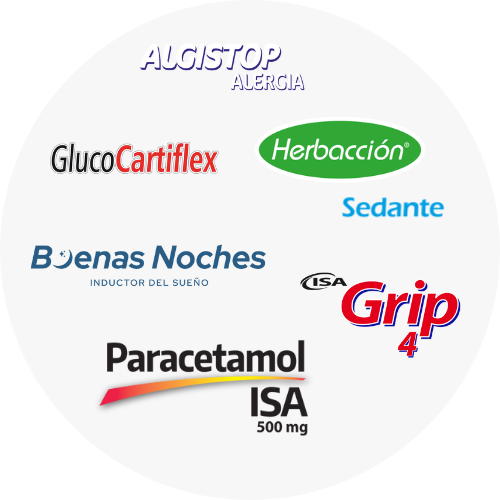 ALGISTOP
ALERGIA
GlucoCartiflex
Herbacción®
Sedante
Buenas Noches
INDUCTOR DEL SUEÑO
ISA
Grip
4
Paracetamol
ISA
500 mg